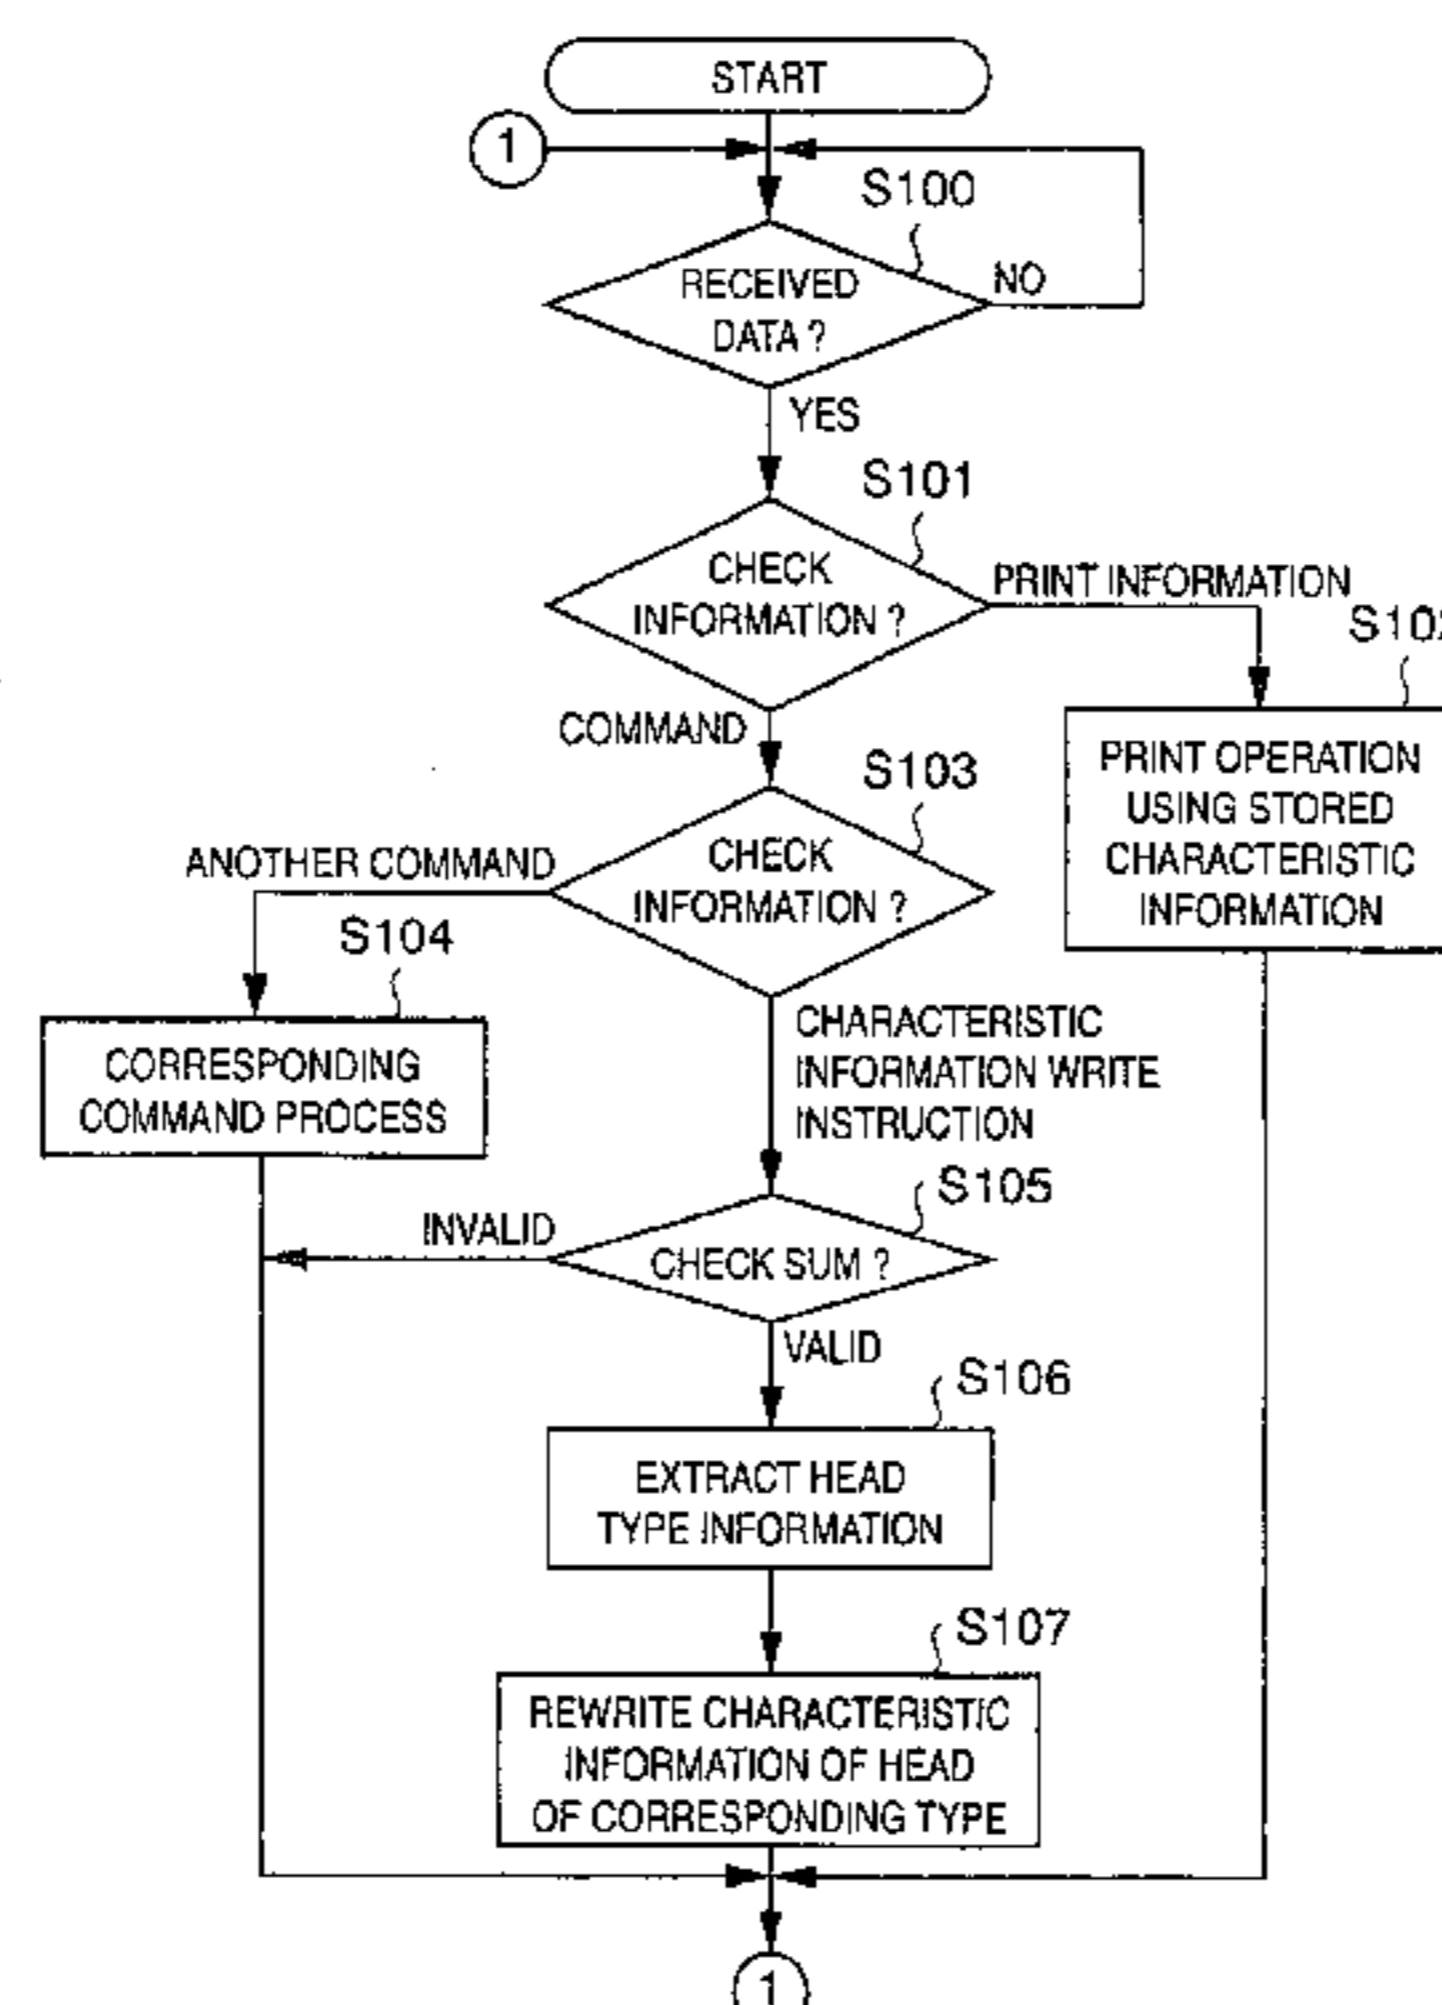 START
1
S100
RECEIVED
DATA ?
NO
YES
S101
CHECK
INFORMATION ?
PRINT INFORMATION
COMMAND
PRINT OPERATION
USING STORED
CHARACTERISTIC
INFORMATION
S103
CHECK
INFORMATION ?
ANOTHER COMMAND
S104
CORRESPONDING
COMMAND PROCESS
CHARACTERISTIC
INFORMATION WRITE
INSTRUCTION
S105
CHECK SUM ?
INVALID
VALID
S106
EXTRACT HEAD
TYPE INFORMATION
S107
REWRITE CHARACTERISTIC
INFORMATION OF HEAD
OF CORRESPONDING TYPE
1